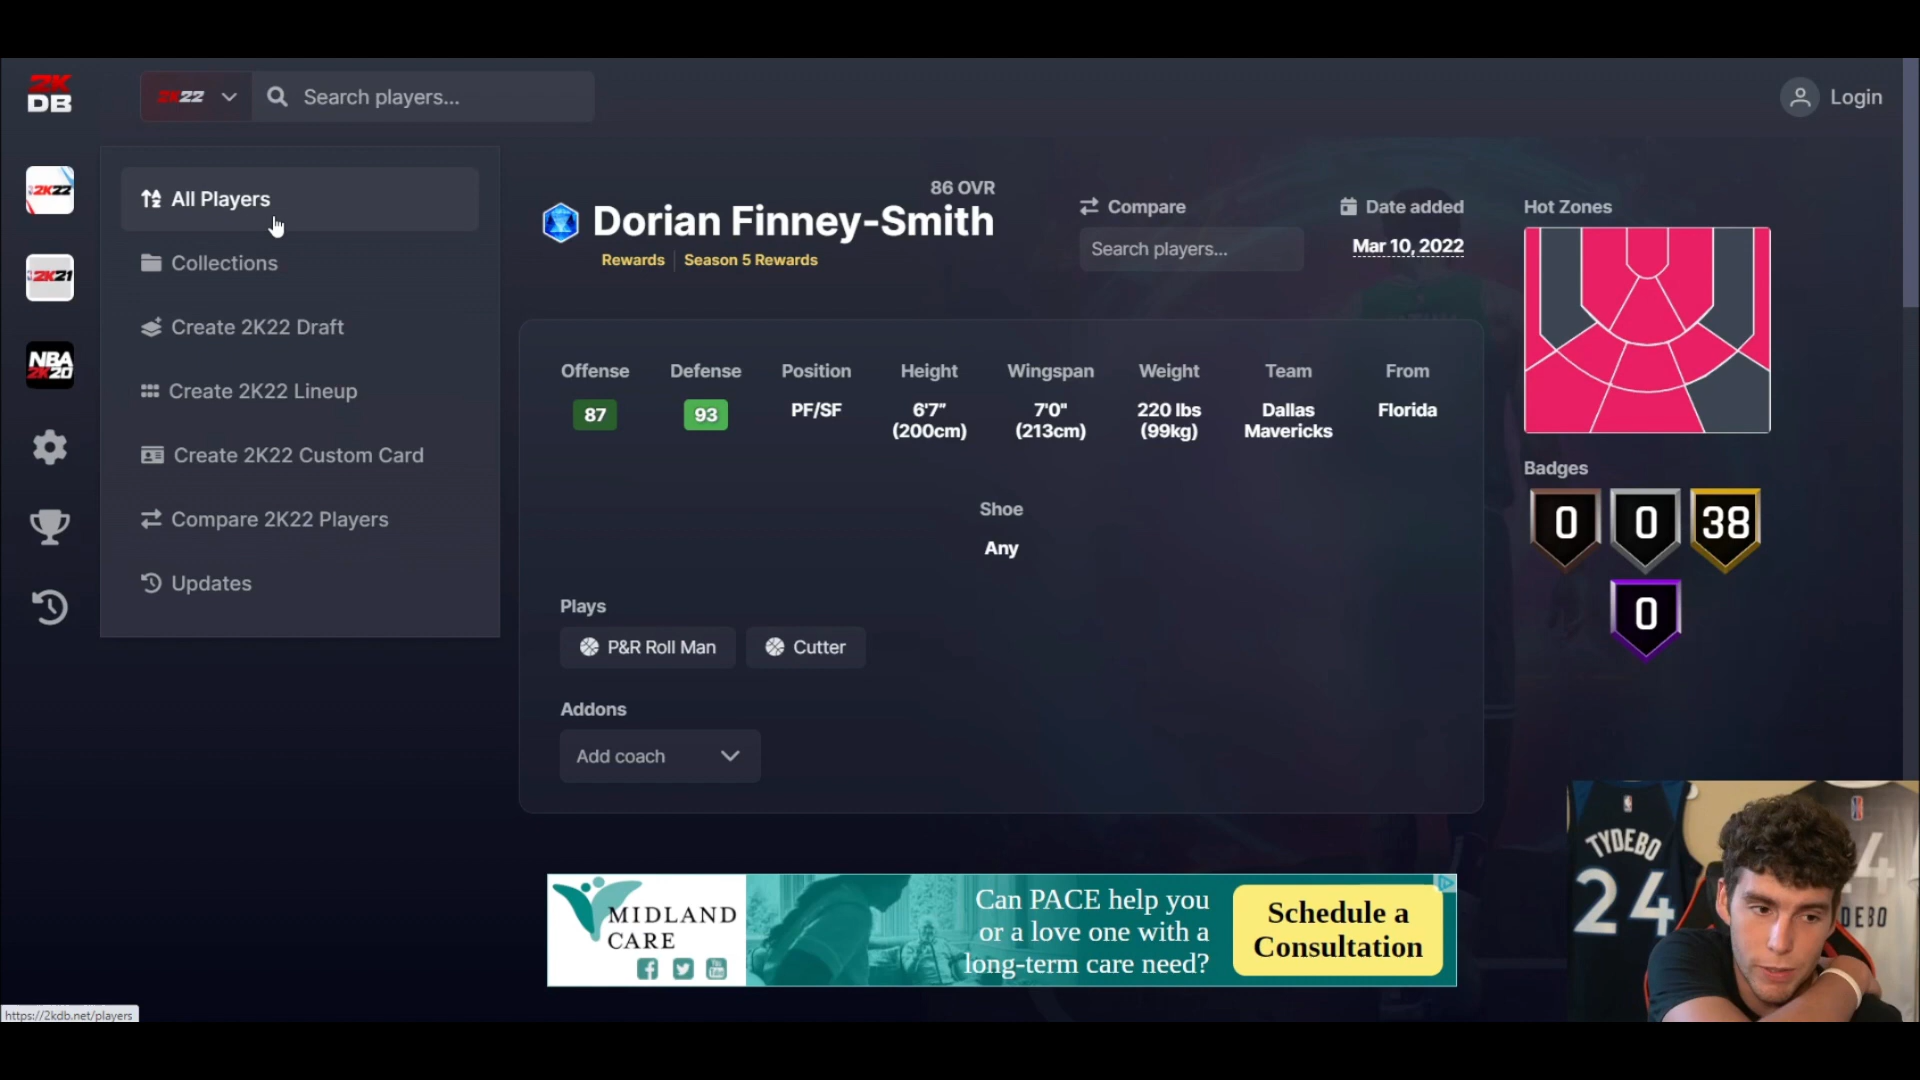 2K
DB
2K22
Search players...
Login
2K22
2K21
NBA
2K20
All Players
Collections
Create 2K22 Draft
Create 2K22 Lineup
Create 2K22 Custom Card
Compare 2K22 Players
Updates
86 OVR
Dorian Finney-Smith
Rewards
Season 5 Rewards
Compare
Search players...
Date added
Mar 10, 2022
Hot Zones
Offense
Defense
Position
Height
Wingspan
Weight
Team
From
87
93
PF/SF
6'7"
(200cm)
7'0"
(213cm)
220 lbs
(99kg)
Dallas
Mavericks
Florida
Shoe
Any
Badges
0
0
38
0
Plays
P&R Roll Man
Cutter
Addons
Add coach
MIDLAND
CARE
Can PACE help you
or a love one with a
long-term care need?
Schedule a
Consultation
TYDEBO
24
4
DEBO
https://2kdb.net/players